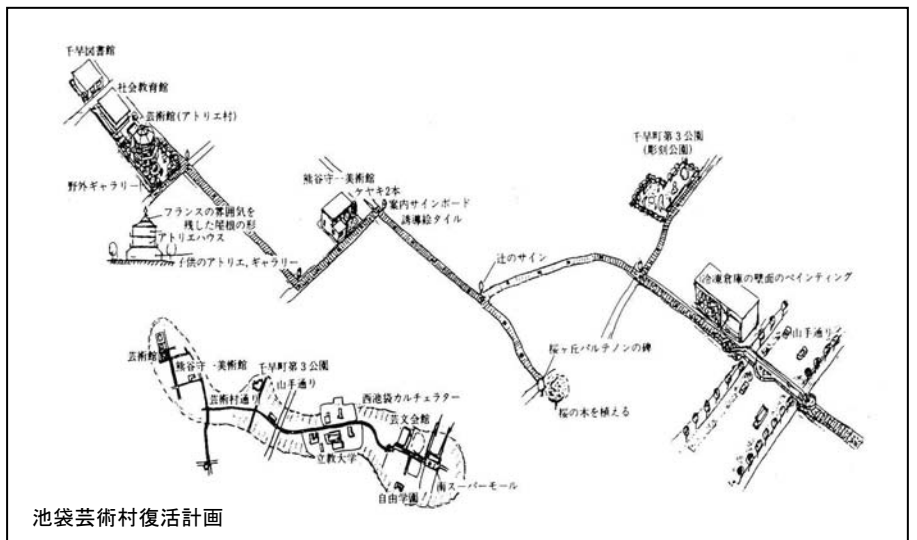 千早図書館
社会教育館
芸術館(アトリエ村)
野外ギャラリー
フランスの雰囲気を
残した屋根の形
アトリエハウス
子供のアトリエ,ギャラリー
熊谷守一美術館
ケヤキ2本
案内サインボード
誘導絵タイル
千早町第3公園
(彫刻公園)
辻のサイン
冷凍倉庫の壁面のペインティング
山手通り
桜ヶ丘パルテノンの碑
桜の木を植える
芸術館
熊谷守一美術館
千早町第3公園
山手通り
芸術村通り
西池袋カルチェラター
芸文会館
立教大学
自由学園
南スーパーモール
池袋芸術村復活計画